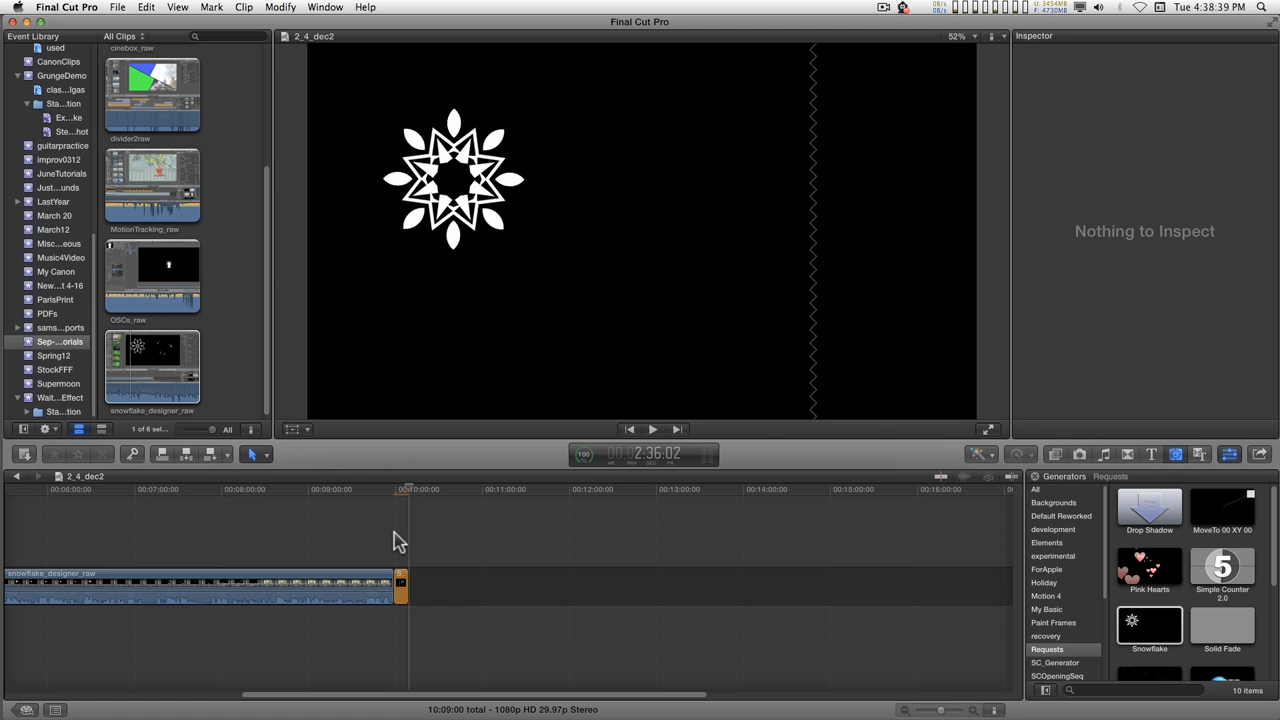 Final Cut Pro File Edit View Mark Clip Modify Window Help
Tue 4:38:39 PM
Final Cut Pro
Event Library All Clips
2_4_dec2 52%
Inspector
used
CanonClips
GrungeDemo
clas...lgas
Sta...tion
Ex...ke
Ste...hot
guitarpractice
improv0312
JuneTutorials
Just...unds
LastYear
March 20
March12
Misc...eous
Music4Video
My Canon
New...t 4-16
ParisPrint
PDFs
sams...ports
Sep-...orials
Spring12
StockFFF
Supermoon
Wait...Effect
Sta...tion
cinebox_raw
divider2raw
MotionTracking_raw
OSCs_raw
snowflake_designer_raw
Nothing to Inspect
1 of 6 sel... All
100 2:36:02
2_4_dec2
00:06:00:00 00:07:00:00 00:08:00:00 00:09:00:00 00:10:00:00 00:11:00:00 00:12:00:00 00:13:00:00 00:14:00:00 00:15:00:00 00:16:00:00
snowflake_designer_raw S...
Generators Requests
All
Backgrounds
Default Reworked
development
Elements
experimental
ForApple
Holiday
Motion 4
My Basic
Paint Frames
recovery
Requests
SC_Generator
SCOpeningSeq
Drop Shadow
MoveTo 00 XY 00
Pink Hearts
5
Simple Counter
2.0
Snowflake
Solid Fade
10 items
10:09:00 total - 1080p HD 29.97p Stereo